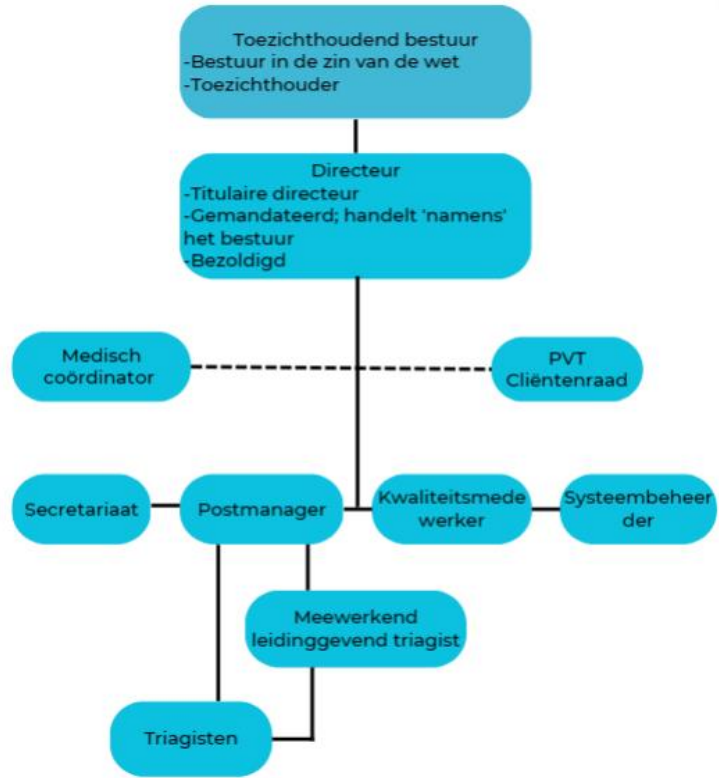 Toezichthoudend bestuur
-Bestuur in de zin van de wet
-Toezichthouder
Directeur
-Titulaire directeur
-Gemandateerd; handelt 'namens'
het bestuur
-Bezoldigd
Medisch
coördinator
PVT
Cliëntenraad
Secretariaat
Postmanager
Kwaliteitsmede
werker
Systeembeheer
der
Meewerkend
leidinggevend triagist
Triagisten